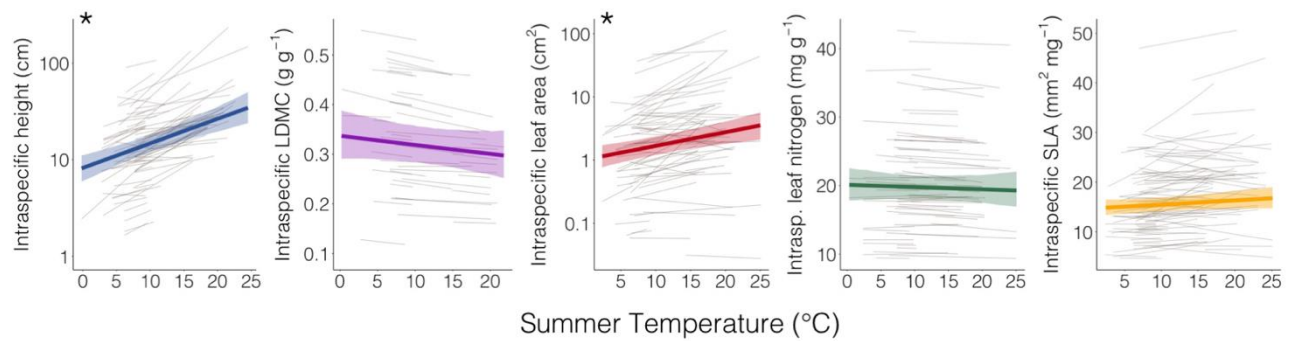 *
*
Intraspecific height (cm)
100
10
1
0 5 10 15 20 25
Intraspecific LDMC (g g⁻¹)
0.5
0.4
0.3
0.2
0.1
0 5 10 15 20
Intraspecific leaf area (cm²)
100
10
1
0.1
5 10 15 20 25
Intrasp. leaf nitrogen (mg g⁻¹)
40
30
20
10
0 5 10 15 20 25
Intraspecific SLA (mm² mg⁻¹)
50
40
30
20
10
5 10 15 20 25
Summer Temperature (°C)